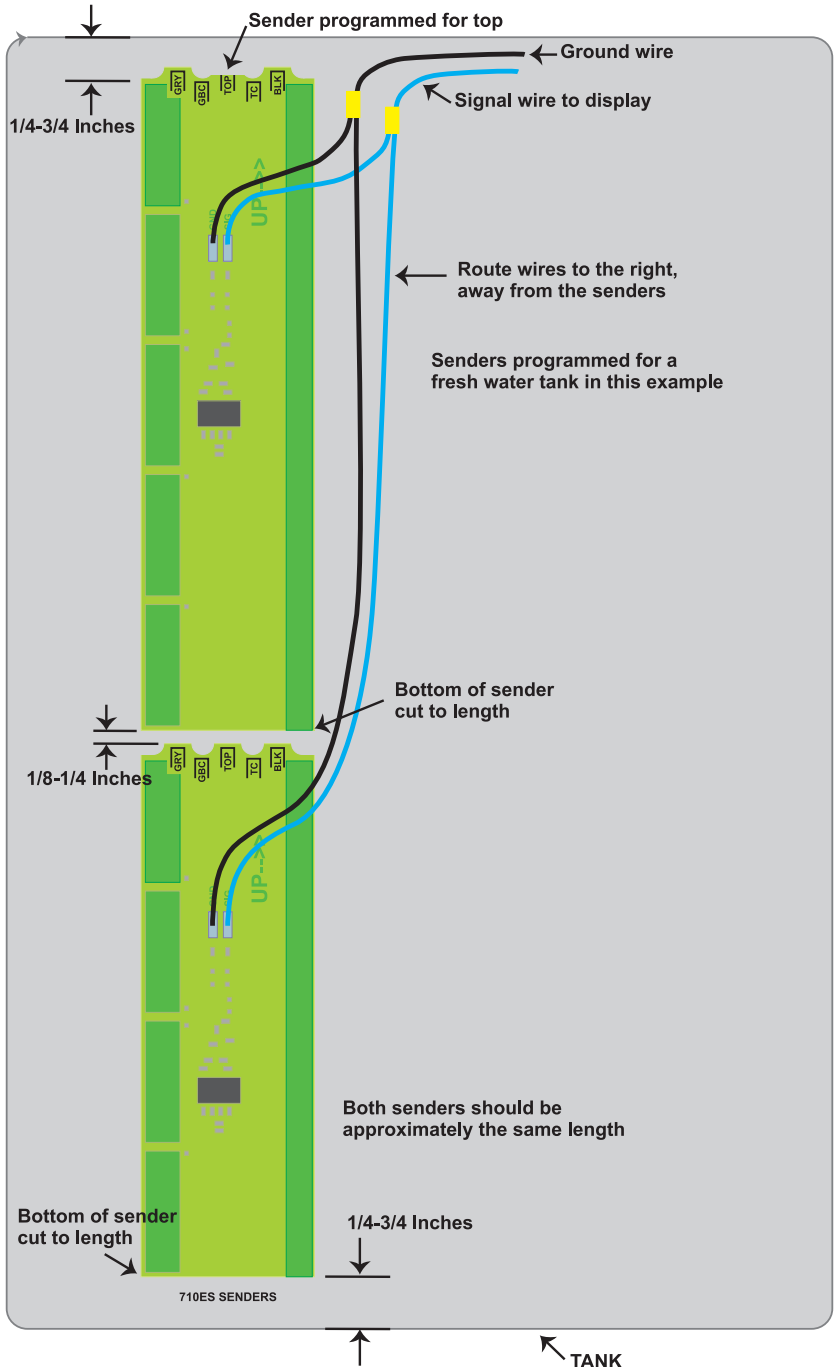 Sender programmed for top
Ground wire
Signal wire to display
1/4-3/4 Inches
GRY
GBC
TOP
TC
BLK
UP--->>
GND
SIG
Route wires to the right,
away from the senders
Senders programmed for a
fresh water tank in this example
Bottom of sender
cut to length
1/8-1/4 Inches
GRY
GBC
TOP
TC
BLK
UP--->>
GND
SIG
Both senders should be
approximately the same length
Bottom of sender
cut to length
1/4-3/4 Inches
710ES SENDERS
TANK